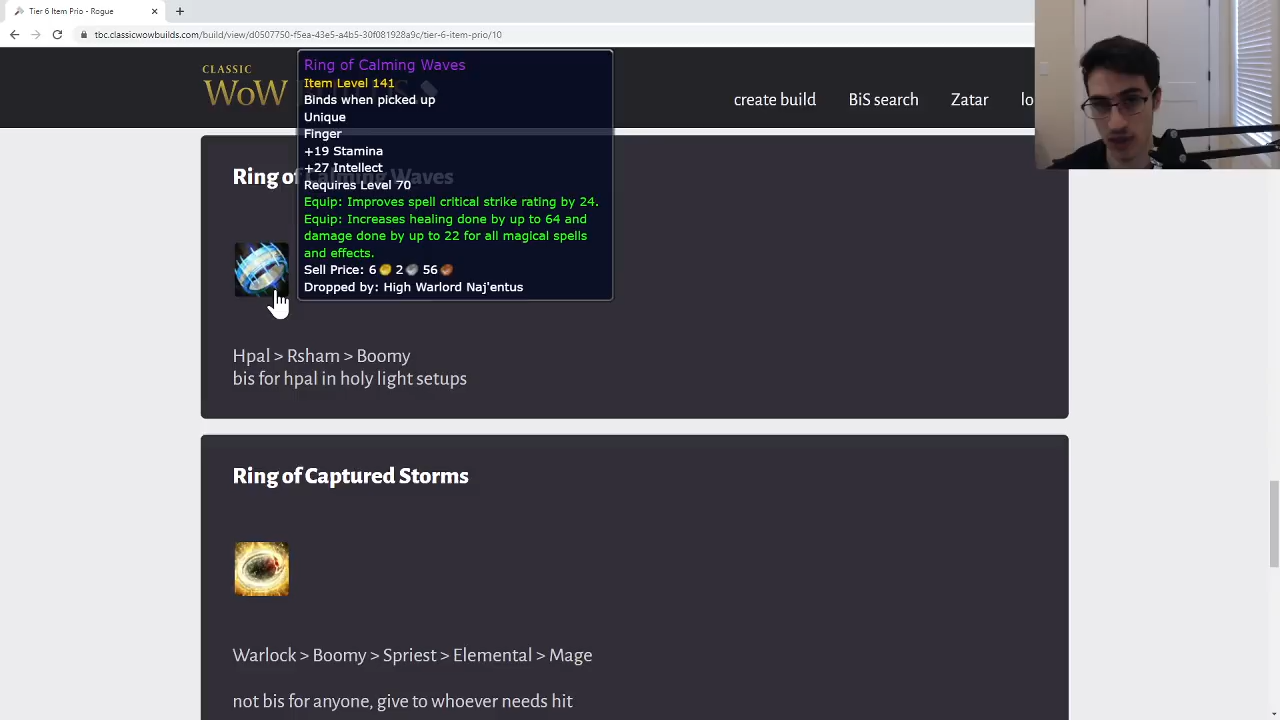 Tier 6 Item Prio - Rogue
tbc.classicwowbuilds.com/build/view/d0507750-f5ea-43e5-a4b5-30f081928a9c/tier-6-item-prio/10
CLASSIC
WoW
create build
BiS search
Zatar
lo
Ring of Calming Waves
Ring of Calming Waves
Item Level 141
Binds when picked up
Unique
Finger
+19 Stamina
+27 Intellect
Requires Level 70
Equip: Improves spell critical strike rating by 24.
Equip: Increases healing done by up to 64 and
damage done by up to 22 for all magical spells
and effects.
Sell Price: 6 2 56
Dropped by: High Warlord Naj'entus
Hpal > Rsham > Boomy
bis for hpal in holy light setups
Ring of Captured Storms
Warlock > Boomy > Spriest > Elemental > Mage
not bis for anyone, give to whoever needs hit